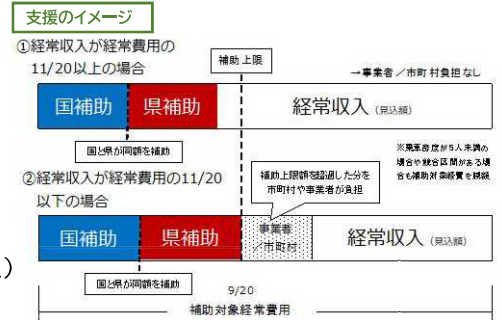 支援のイメージ
①経常収入が経常費用の
11/20以上の場合
補助上限
→事業者／市町村負担なし
国補助
県補助
経常収入（見込額）
国と県が同額を補助
※乗車密度が5人未満の
場合や競合区間がある場
合も補助対象経費を減額
②経常収入が経常費用の11/20
以下の場合
補助上限額を超過した分を
市町村や事業者が負担
国補助
県補助
事業者
／市町村
経常収入（見込額）
国と県が同額を補助
9/20
補助対象経常費用
）